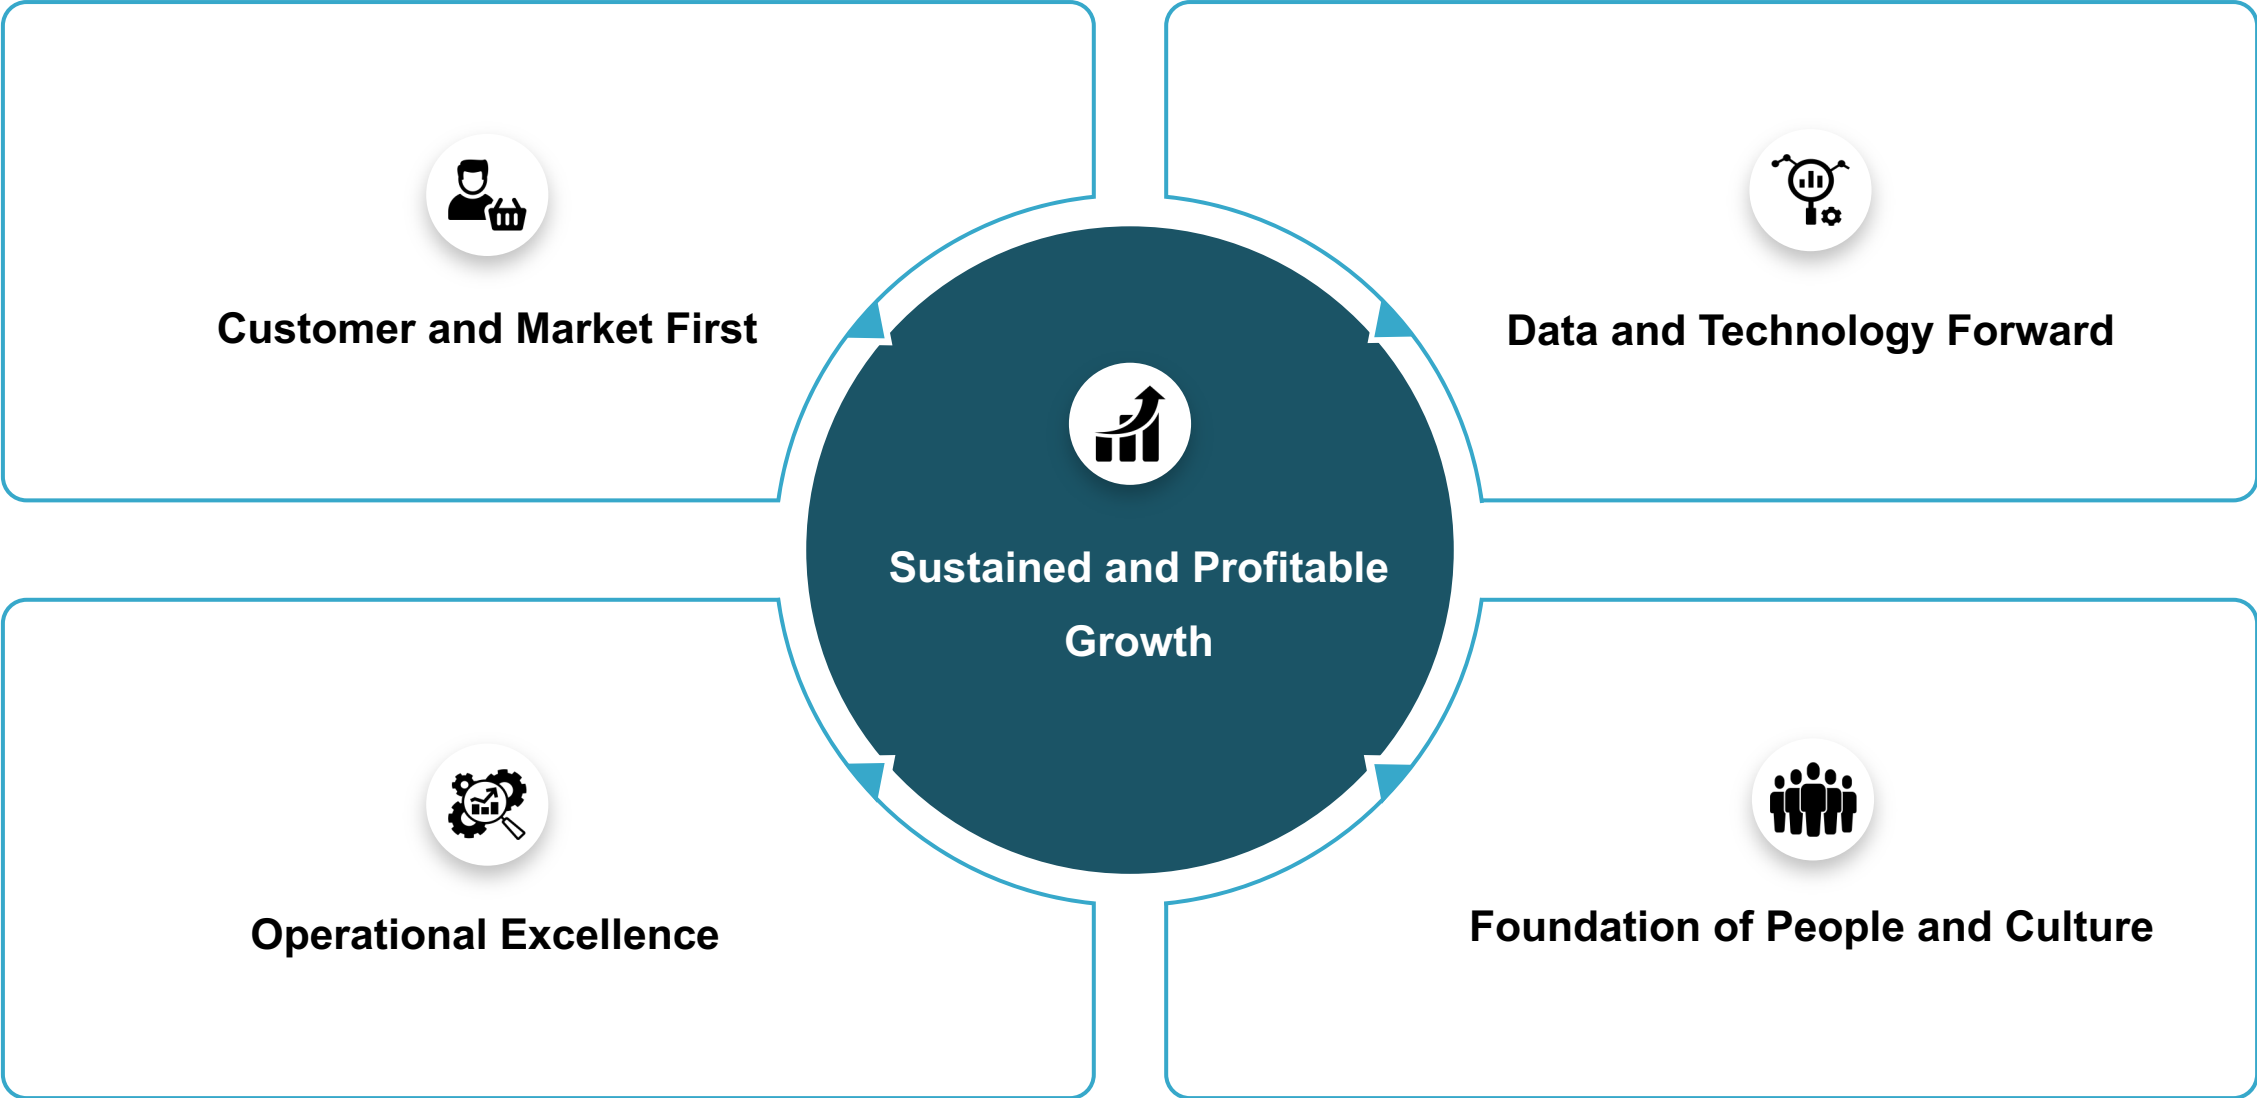 Customer and Market First
Data and Technology Forward
Sustained and Profitable
Growth
Operational Excellence
Foundation of People and Culture